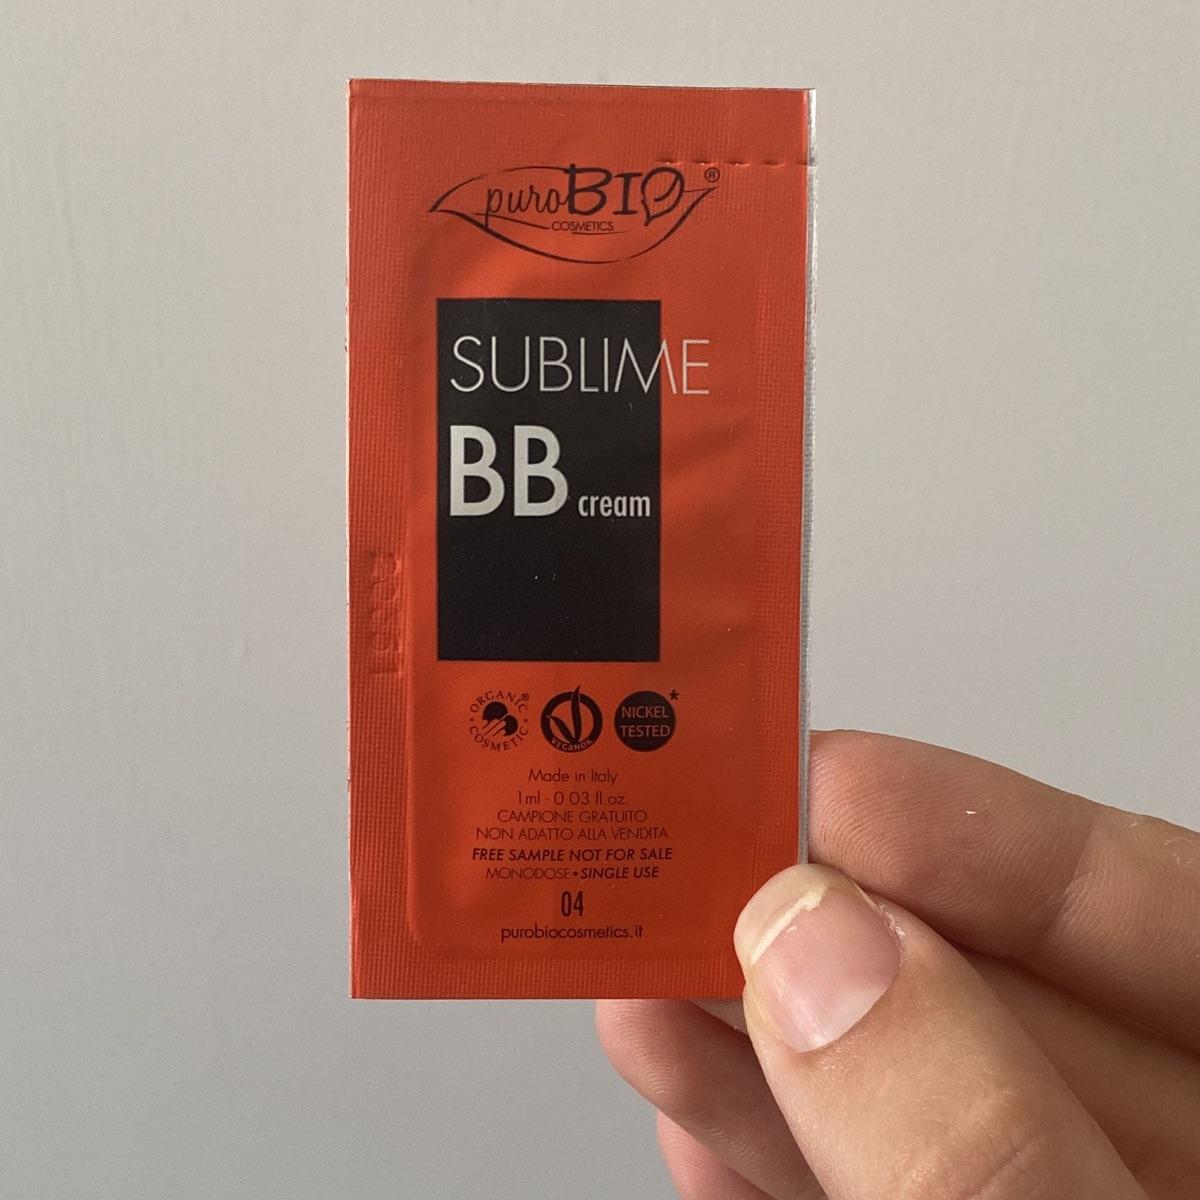 puroBIO®
COSMETICS
SUBLIME
BB cream
ORGANIC® COSMETIC
VEGANOK
NICKEL TESTED*
Made in Italy
1ml - 0.03 fl.oz.
CAMPIONE GRATUITO
NON ADATTO ALLA VENDITA
FREE SAMPLE NOT FOR SALE
MONODOSE • SINGLE USE
04
purobiocosmetics.it